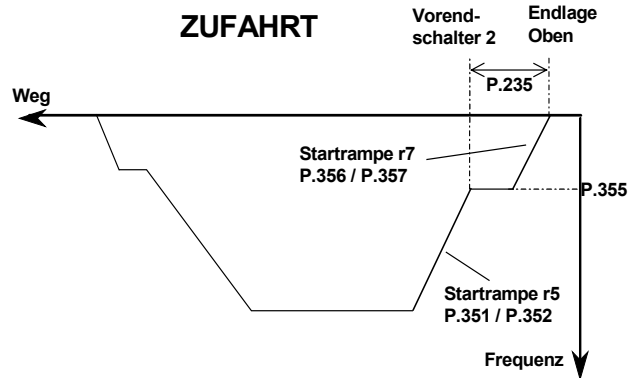 ZUFAHRT
Vorend-
schalter 2
Endlage
Oben
P.235
Weg
Startrampe r7
P.356 / P.357
P.355
Startrampe r5
P.351 / P.352
Frequenz